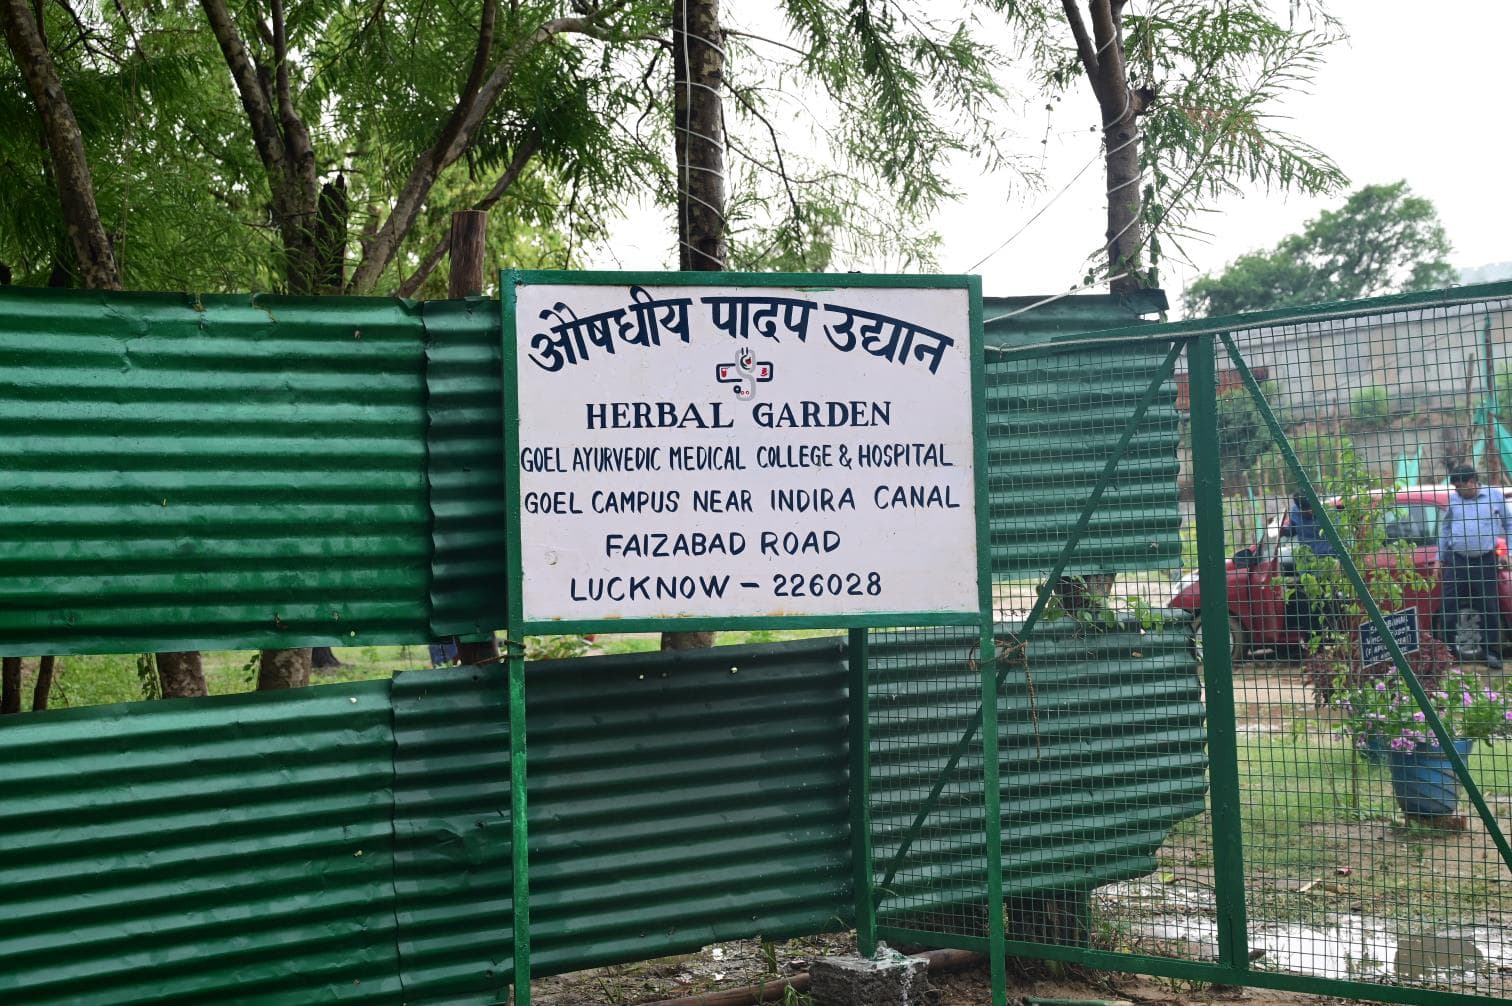 औषधीय पादप उद्यान
HERBAL GARDEN
GOEL AYURVEDIC MEDICAL COLLEGE & HOSPITAL
GOEL CAMPUS NEAR INDIRA CANAL
FAIZABAD ROAD
LUCKNOW - 226028